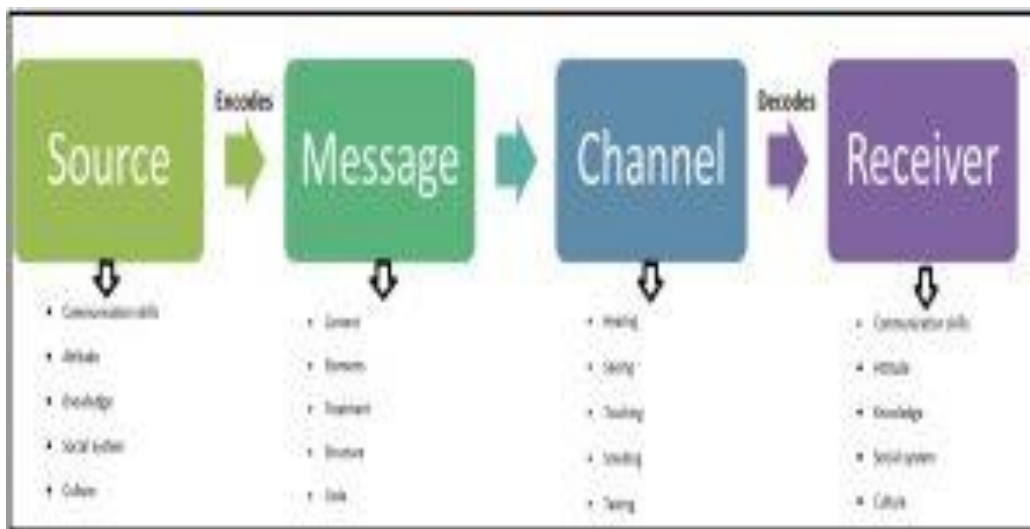 Encodes
Decodes
Source
Message
Channel
Receiver
Communication skills
Attitude
Knowledge
Social system
Culture
Content
Elements
Treatment
Structure
Code
Hearing
Seeing
Touching
Smelling
Tasting
Communication skills
Attitude
Knowledge
Social system
Culture